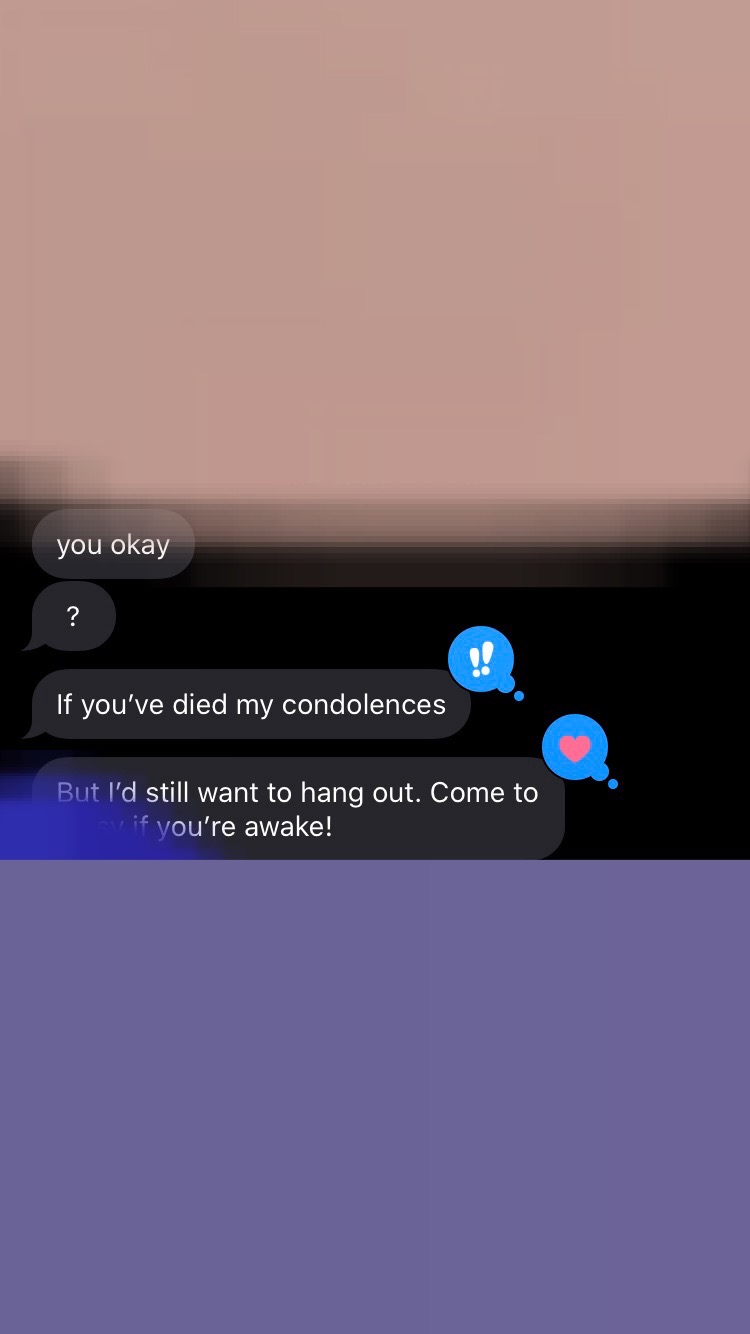 you okay
?
If you’ve died my condolences
But I’d still want to hang out. Come to
if you’re awake!